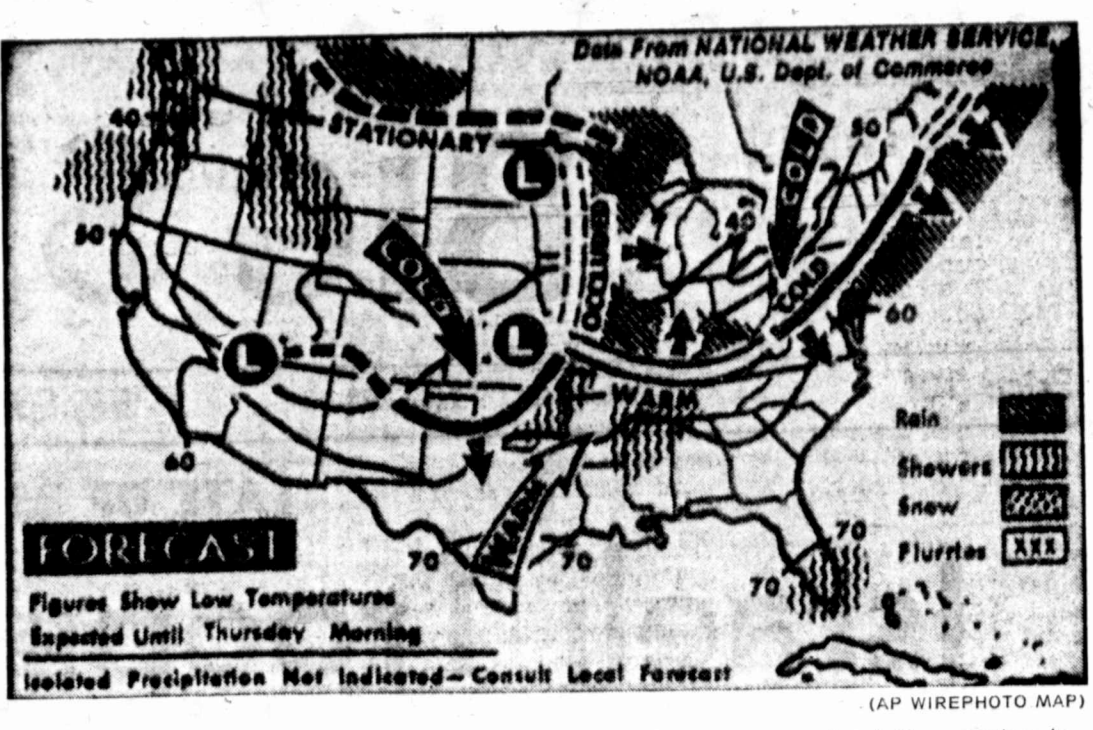 Data From NATIONAL WEATHER SERVICE,
NOAA, U.S. Dept. of Commerce
40
STATIONARY
COLD
50
L
OCCLUDED
40
50
COLD
COLD
L
L
60
WARM
Rain
Showers
Snow
Flurries
60
WARM
70
70
70
70
FORECAST
Figures Show Low Temperatures
Expected Until Thursday Morning
Isolated Precipitation Not Indicated– Consult Local Forecast
(AP WIREPHOTO MAP)